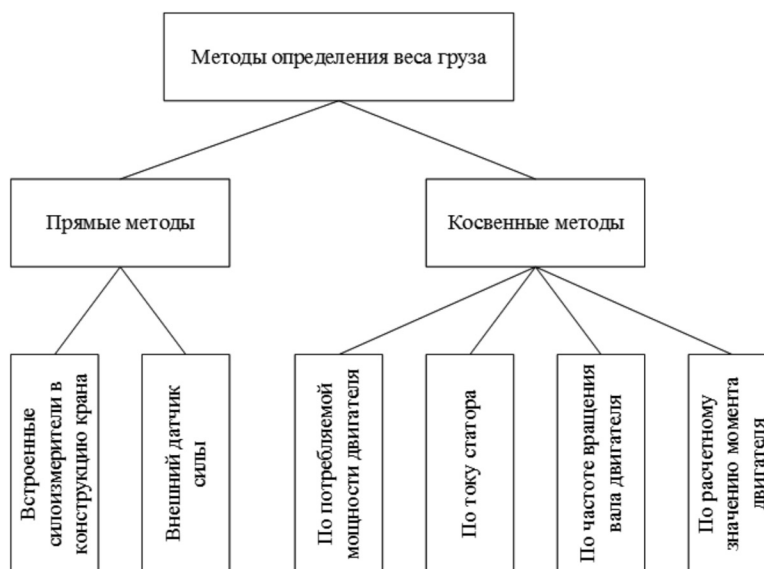 Методы определения веса груза
Прямые методы
Косвенные методы
Встроенные
силоизмерители в
конструкцию крана
Внешний датчик
силы
По потребляемой
мощности двигателя
По току статора
По частоте вращения
вала двигателя
По расчетному
значению момента
двигателя